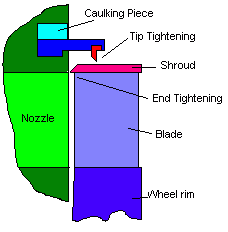 Caulking Piece
Tip Tightening
Shroud
End Tightening
Nozzle
Blade
Wheel rim